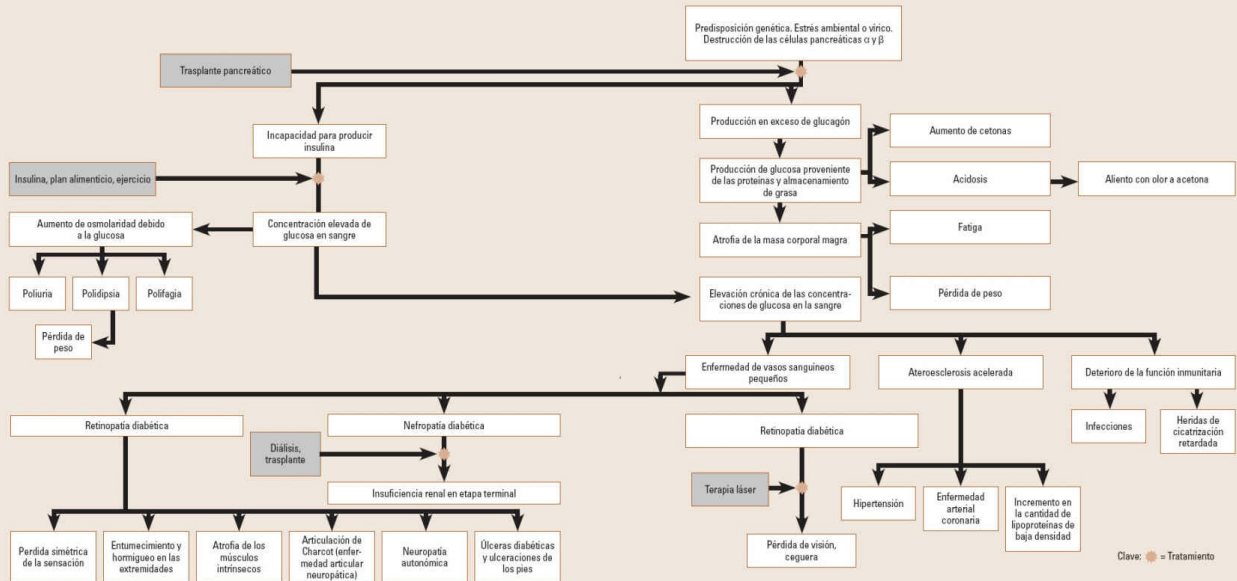 Predisposición genética. Estrés ambiental o vírico.
Destrucción de las células pancreáticas α y β
Trasplante pancreático
Incapacidad para producir
insulina
Producción en exceso de glucagón
Aumento de cetonas
Insulina, plan alimenticio, ejercicio
Producción de glucosa proveniente
de las proteínas y almacenamiento
de grasa
Acidosis
Aliento con olor a acetona
Aumento de osmolaridad debido
a la glucosa
Concentración elevada de
glucosa en sangre
Atrofia de la masa corporal magra
Fatiga
Poliuria
Polidipsia
Polifagia
Elevación crónica de las concentra-
ciones de glucosa en la sangre
Pérdida de peso
Pérdida de
peso
Enfermedad de vasos sanguíneos
pequeños
Ateroesclerosis acelerada
Deterioro de la función inmunitaria
Retinopatía diabética
Nefropatía diabética
Retinopatía diabética
Infecciones
Heridas de
cicatrización
retardada
Diálisis,
trasplante
Insuficiencia renal en etapa terminal
Terapia láser
Hipertensión
Enfermedad
arterial
coronaria
Incremento en
la cantidad de
lipoproteínas de
baja densidad
Perdida simétrica
de la sensación
Entumecimiento y
hormigueo en las
extremidades
Atrofia de los
músculos
intrínsecos
Articulación de
Charcot (enfer-
medad articular
neuropática)
Neuropatía
autonómica
Úlceras diabéticas
y ulceraciones de
los pies
Pérdida de visión,
ceguera
Clave: = Tratamiento